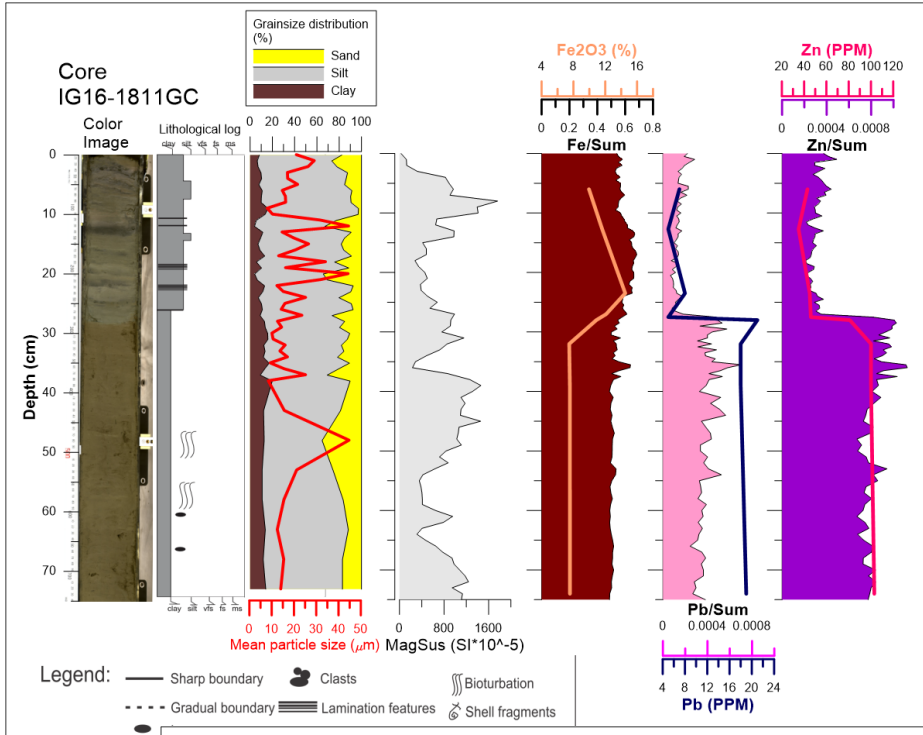 Grainsize distribution
(%)
Sand
Silt
Clay
Core
IG16-1811GC
Color
Image
Lithological log
clay silt vfs fs ms
0 20 40 60 80 100
Fe2O3 (%)
4 8 12 16
0 0.2 0.4 0.6 0.8
Fe/Sum
Zn (PPM)
20 40 60 80 100 120
0 0.0004 0.0008
Zn/Sum
Depth (cm)
0
10
20
30
40
50
60
70
clay silt vfs fs ms
0 10 20 30 40 50
Mean particle size (μm)
0 800 1600
MagSus (SI*10^-5)
Pb/Sum
0 0.0004 0.0008
4 8 12 16 20 24
Pb (PPM)
Legend:
Sharp boundary
Clasts
Bioturbation
Gradual boundary
Lamination features
Shell fragments